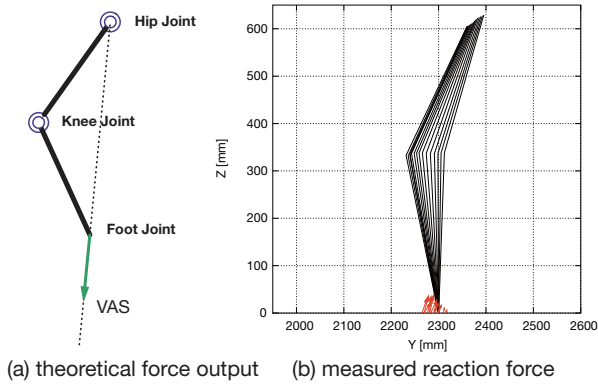 Hip Joint
Knee Joint
Foot Joint
VAS
(a) theoretical force output
600
500
400
300
200
100
0
Z [mm]
2000 2100 2200 2300 2400 2500 2600
Y [mm]
(b) measured reaction force